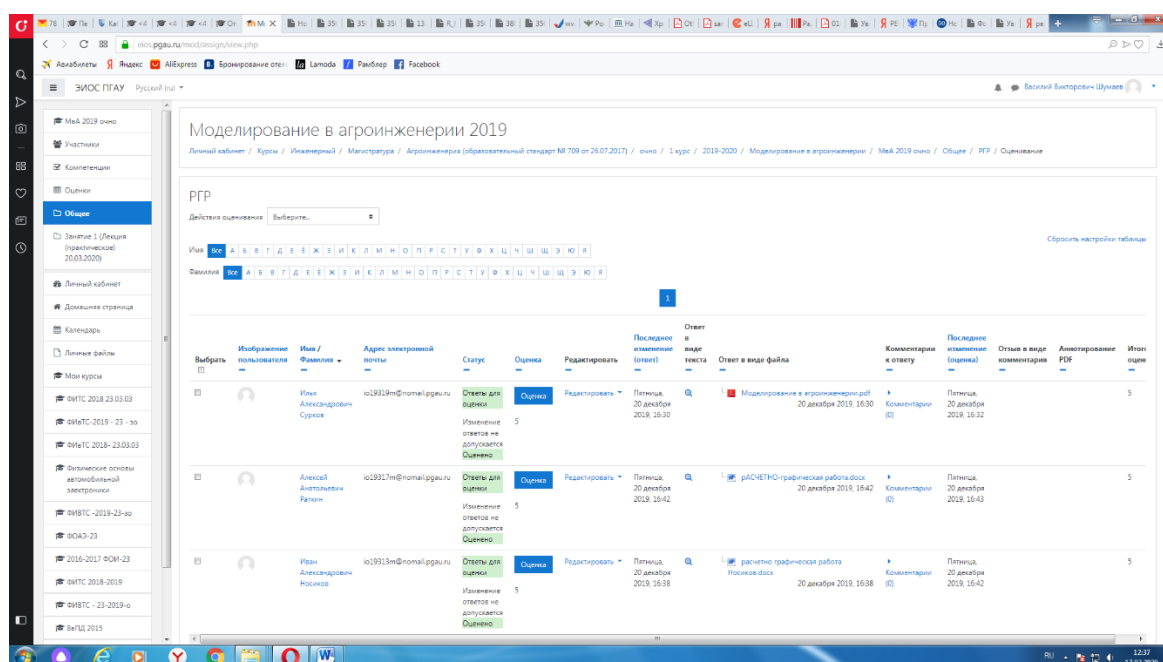 eios.pgau.ru/mod/assign/view.php
Авиабилеты Яндекс AliExpress Бронирование оте Lamoda Рамблер Facebook
ЭИОС ПГАУ Русский (ru)
Василий Викторович Шумаев
МвА 2019 очно
Участники
Компетенции
Оценки
Общее
Занятие 1 (Лекция
(практическое)
20.03.2020)
Личный кабинет
Домашняя страница
Календарь
Личные файлы
Мои курсы
ФИТС 2018 23.03.03
ФИвТС-2019 - 23 - зо
ФИвТС 2018- 23.03.03
Физические основы
автомобильной
электроники
ФИВТС -2019-23-зо
ФОАЭ-23
2016-2017 ФОИ-23
ФИТС 2018-2019
ФИВТС - 23-2019-о
ВвПД 2015
Моделирование в агроинженерии 2019
Личный кабинет / Курсы / Инженерный / Магистратура / Агроинженерия (образовательный стандарт № 709 от 26.07.2017) / очно / 1 курс / 2019-2020 / Моделирование в агроинженерии / МвА 2019 очно / Общее / РГР / Оценивание
РГР
Действия оценивания Выберите...
Сбросить настройки таблицы
Имя Все А Б В Г Д Е Ё Ж З И К Л М Н О П Р С Т У Ф Х Ц Ч Ш Щ Э Ю Я
Фамилия Все А Б В Г Д Е Ё Ж З И К Л М Н О П Р С Т У Ф Х Ц Ч Ш Щ Э Ю Я
1
Выбрать
Изображение
пользователя
Имя /
Фамилия
Адрес электронной
почты
Статус
Оценка
Редактировать
Последнее
изменение
(ответ)
Ответ
в
виде
текста
Ответ в виде файла
Комментарии
к ответу
Последнее
изменение
(оценка)
Отзыв в виде
комментария
Аннотирование
PDF
Итого
оцен
Илья
Александрович
Сурков
io19319m@nomail.pgau.ru
Ответы для
оценки
Изменение
ответов не
допускается
Оценено
Оценка
5
Редактировать
Пятница,
20 декабря
2019, 16:30
Моделирование в агроинженерии.pdf
20 декабря 2019, 16:30
Комментарии
(0)
Пятница,
20 декабря
2019, 16:32
5
Алексей
Анатольевич
Раткин
io19317m@nomail.pgau.ru
Ответы для
оценки
Изменение
ответов не
допускается
Оценено
Оценка
5
Редактировать
Пятница,
20 декабря
2019, 16:42
рАСЧЕТНО-графическая работа.docx
20 декабря 2019, 16:42
Комментарии
(0)
Пятница,
20 декабря
2019, 16:43
5
Иван
Александрович
Носиков
io19313m@nomail.pgau.ru
Ответы для
оценки
Изменение
ответов не
допускается
Оценено
Оценка
5
Редактировать
Пятница,
20 декабря
2019, 16:38
расчетно графическая работа
Носиков.docx
20 декабря 2019, 16:38
Комментарии
(0)
Пятница,
20 декабря
2019, 16:42
5
RU
12:37